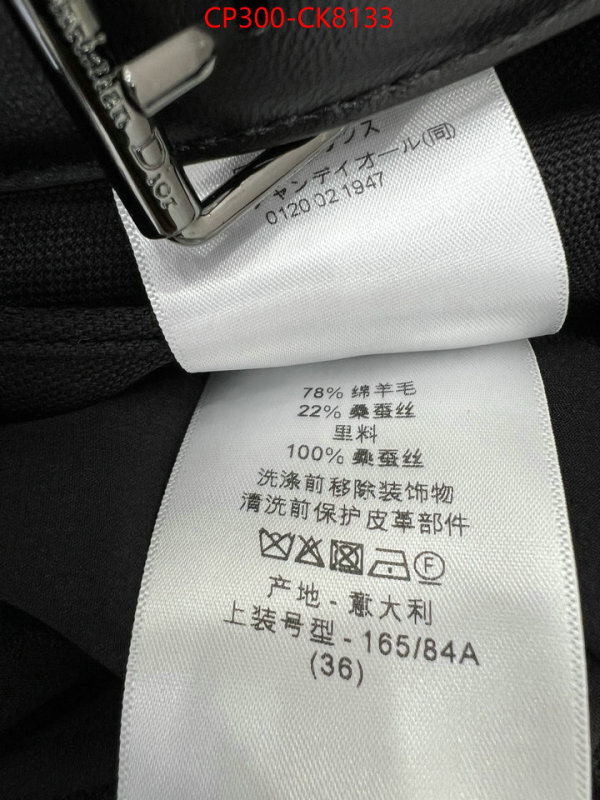 CP300-CK8133
Christian Dior
ャンディオール(同)
0120 02 1947
78% 绵羊毛
22% 桑蚕丝
里料
100% 桑蚕丝
洗涤前移除装饰物
清洗前保护皮革部件
F
产地 - 意大利
上装号型 - 165/84A
(36)